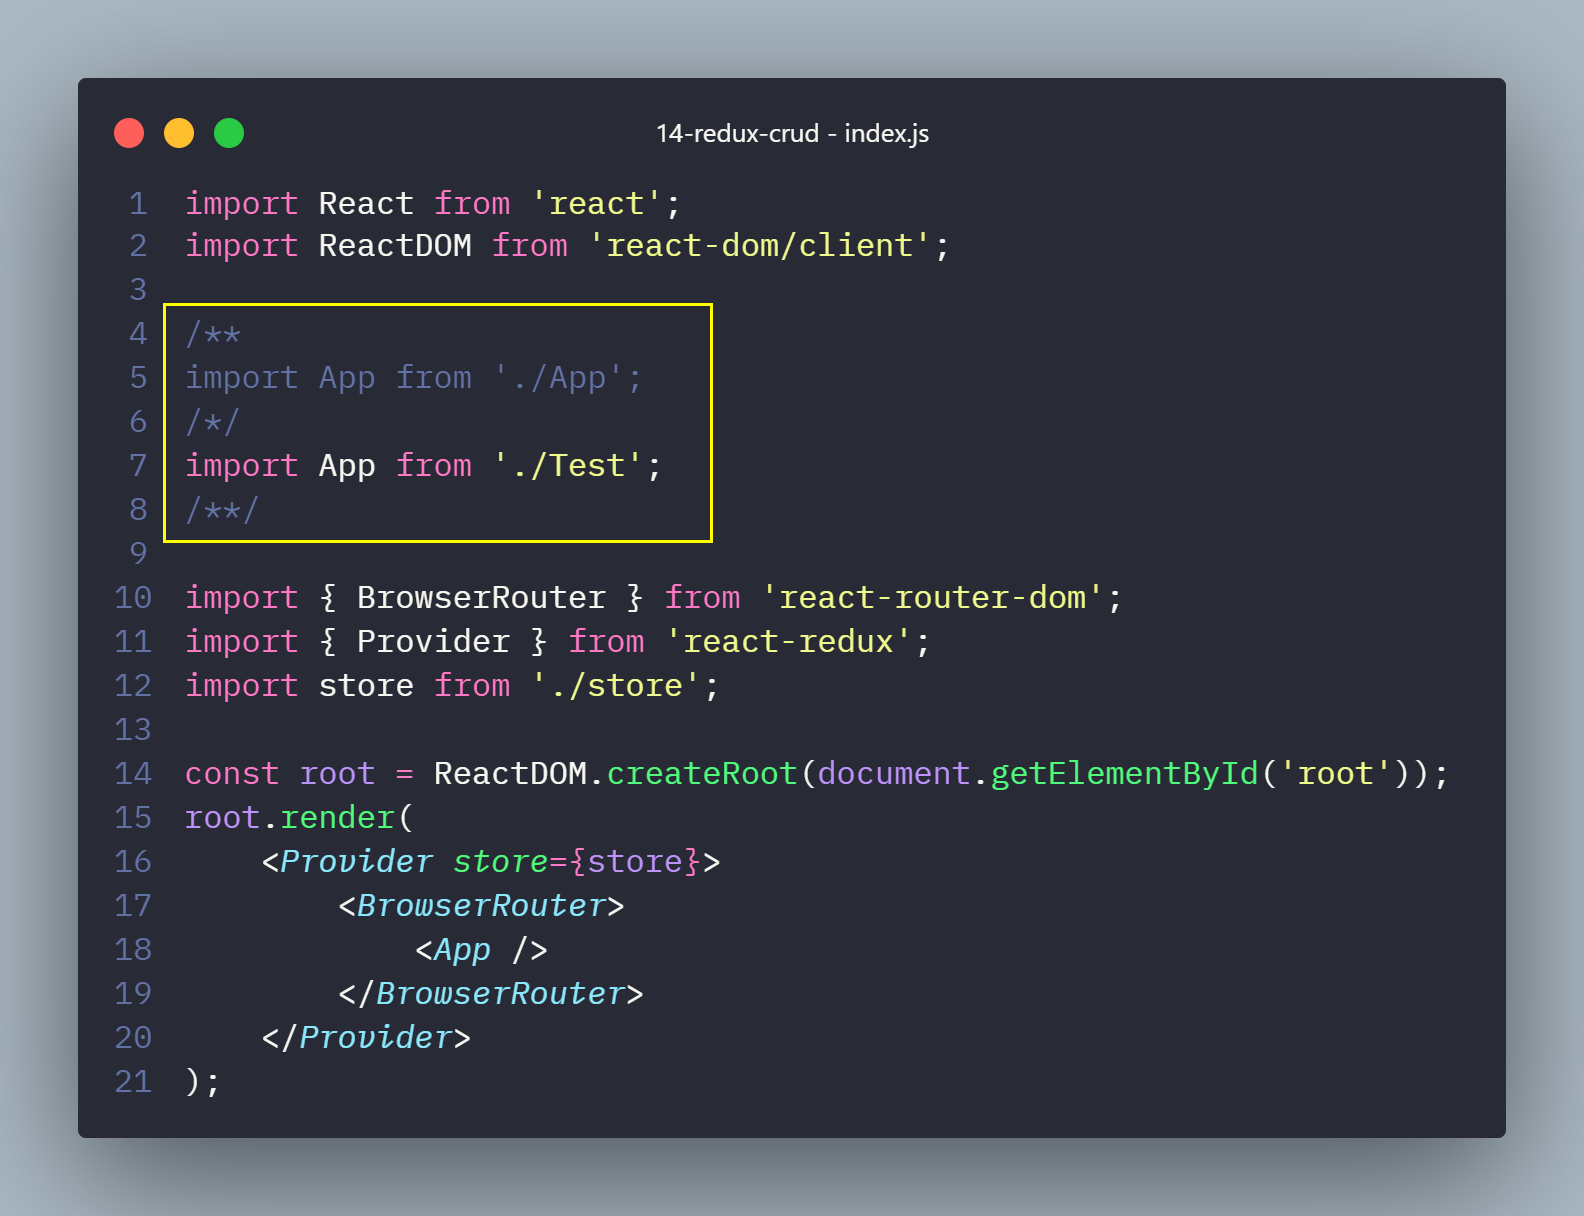 14-redux-crud - index.js
1 import React from 'react';
2 import ReactDOM from 'react-dom/client';
3
4 /**
5 import App from './App';
6 /*/
7 import App from './Test';
8 /**/
9
10 import { BrowserRouter } from 'react-router-dom';
11 import { Provider } from 'react-redux';
12 import store from './store';
13
14 const root = ReactDOM.createRoot(document.getElementById('root'));
15 root.render(
16     <Provider store={store}>
17         <BrowserRouter>
18             <App />
19         </BrowserRouter>
20     </Provider>
21 );